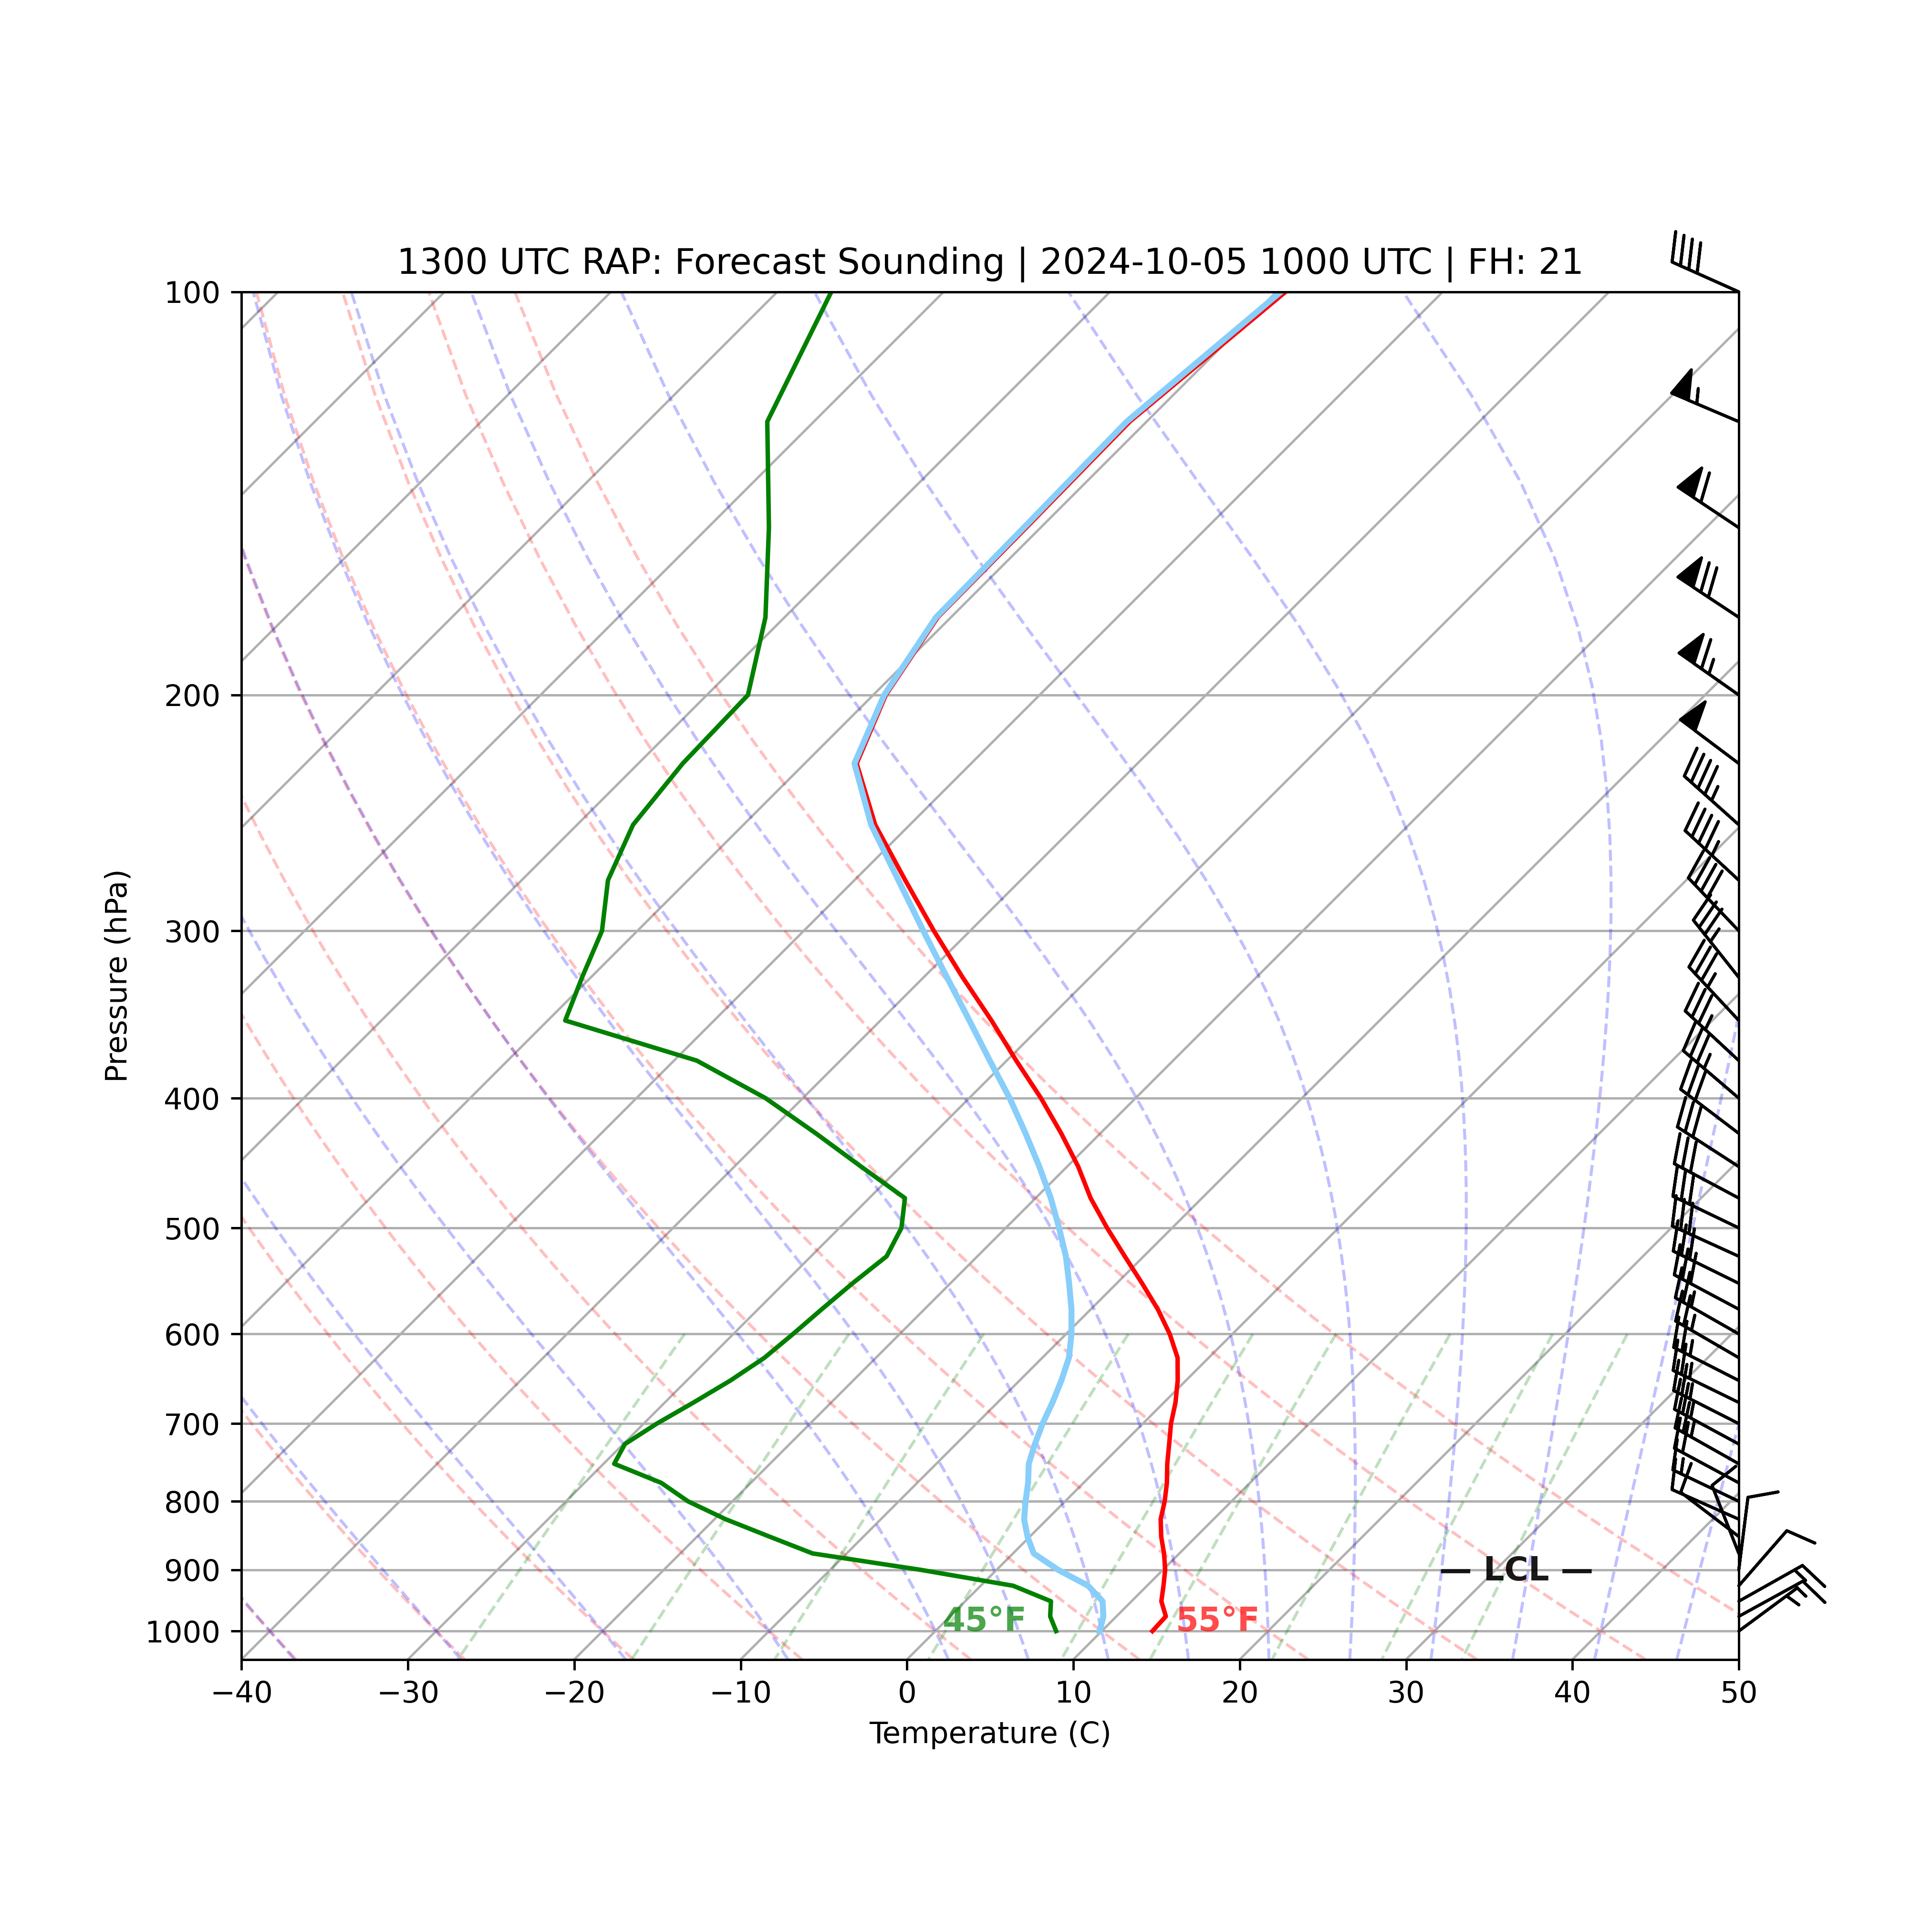 1300 UTC RAP: Forecast Sounding | 2024-10-05 1000 UTC | FH: 21
100
200
300
400
500
600
700
800
900
1000
Pressure (hPa)
— LCL —
45°F
55°F
−40 −30 −20 −10 0 10 20 30 40 50
Temperature (C)